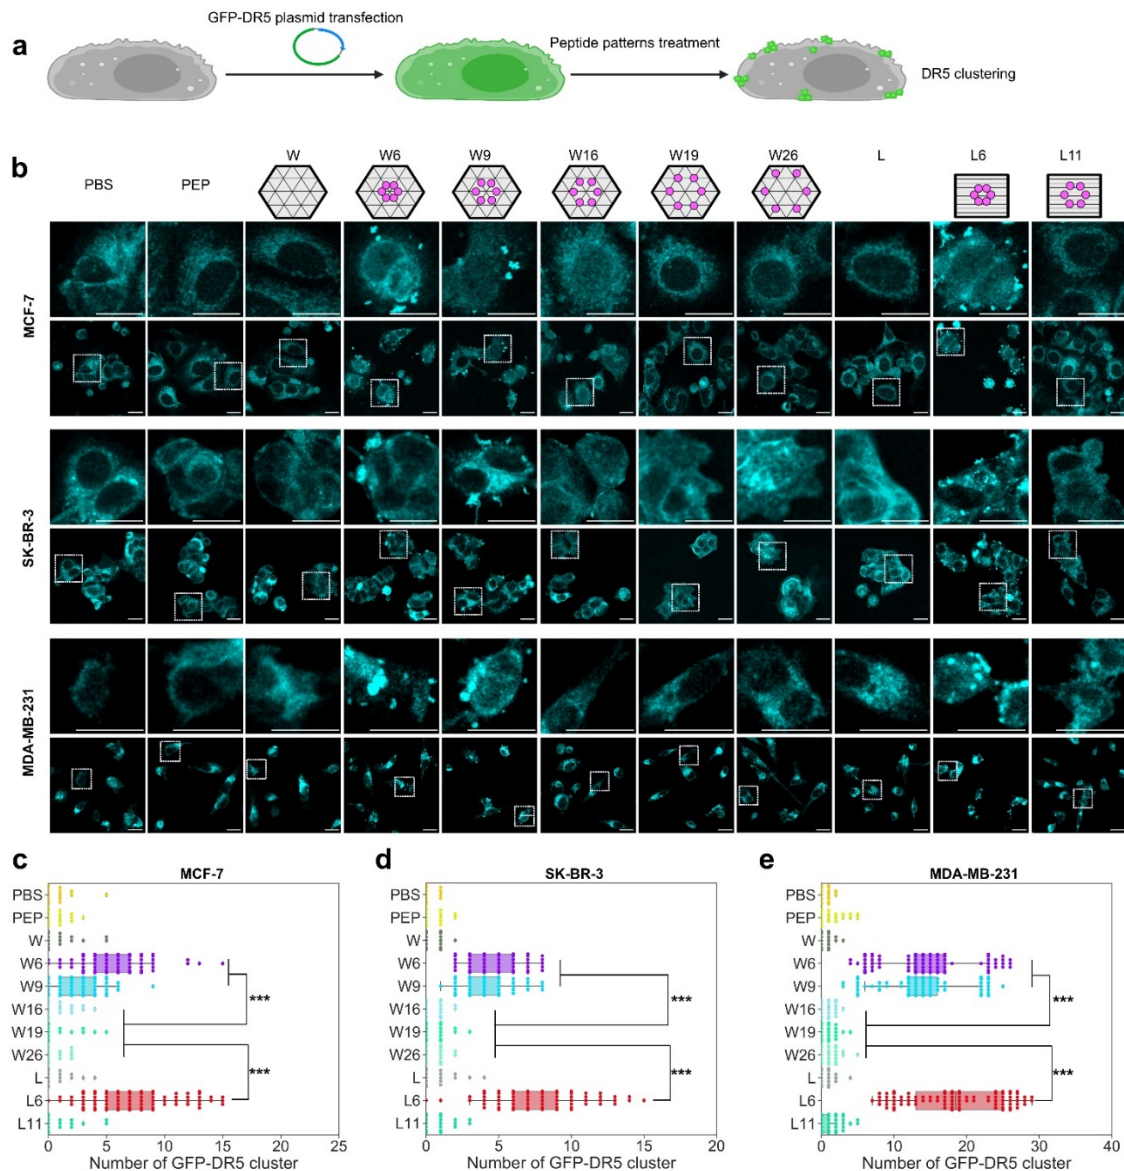 GFP-DR5 plasmid transfection
a
Peptide patterns treatment
DR5 clustering
b
PBS PEP W W6 W9 W16 W19 W26 L L6 L11
MCF-7
SK-BR-3
MDA-MB-231
c MCF-7
PBS
PEP
W
W6
W9
W16
W19
W26
L
L6
L11
***
***
0 5 10 15 20 25
Number of GFP-DR5 cluster
d SK-BR-3
PBS
PEP
W
W6
W9
W16
W19
W26
L
L6
L11
***
***
0 5 10 15 20
Number of GFP-DR5 cluster
e MDA-MB-231
PBS
PEP
W
W6
W9
W16
W19
W26
L
L6
L11
***
***
0 10 20 30 40
Number of GFP-DR5 cluster